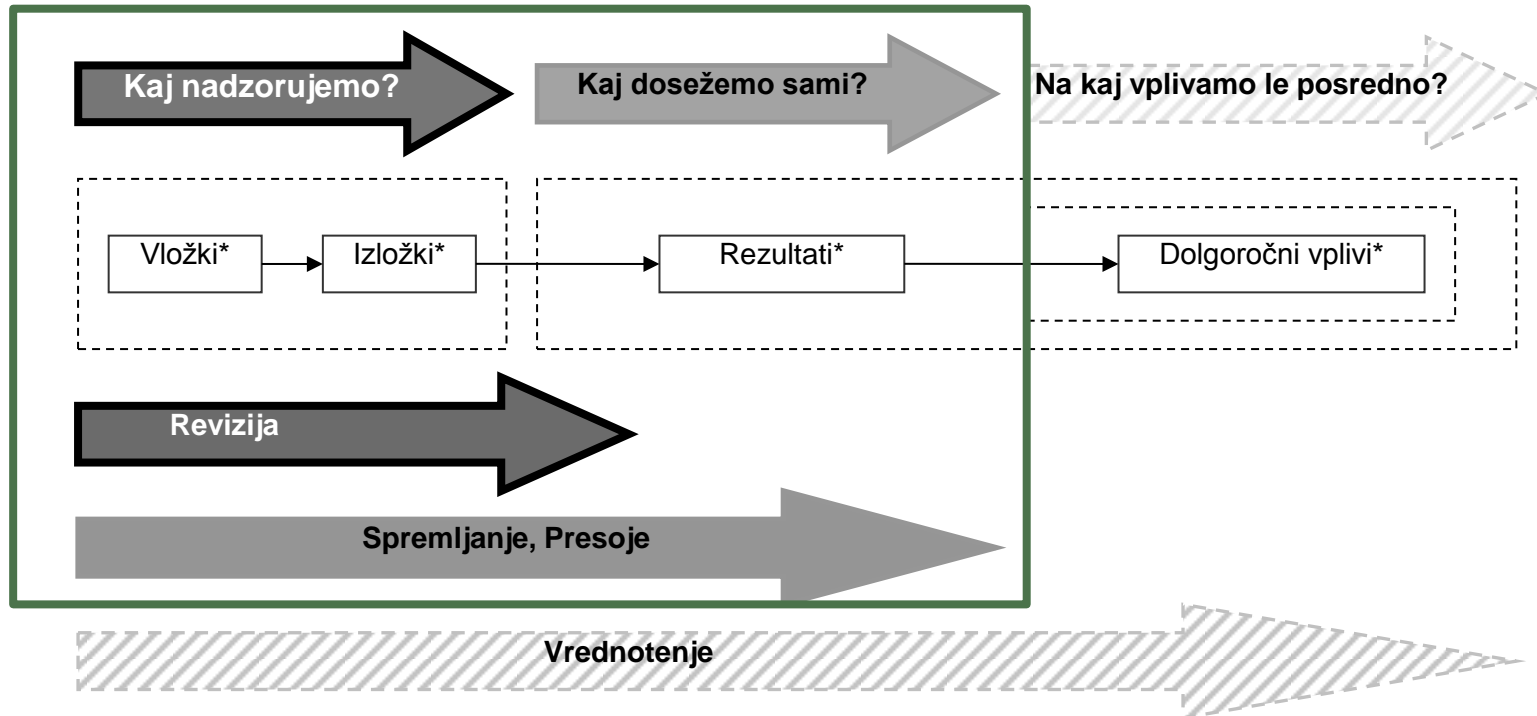 Kaj nadzorujemo?
Kaj dosežemo sami?
Na kaj vplivamo le posredno?
Vložki*
Izložki*
Rezultati*
Dolgoročni vplivi*
Revizija
Spremljanje, Presoje
Vrednotenje